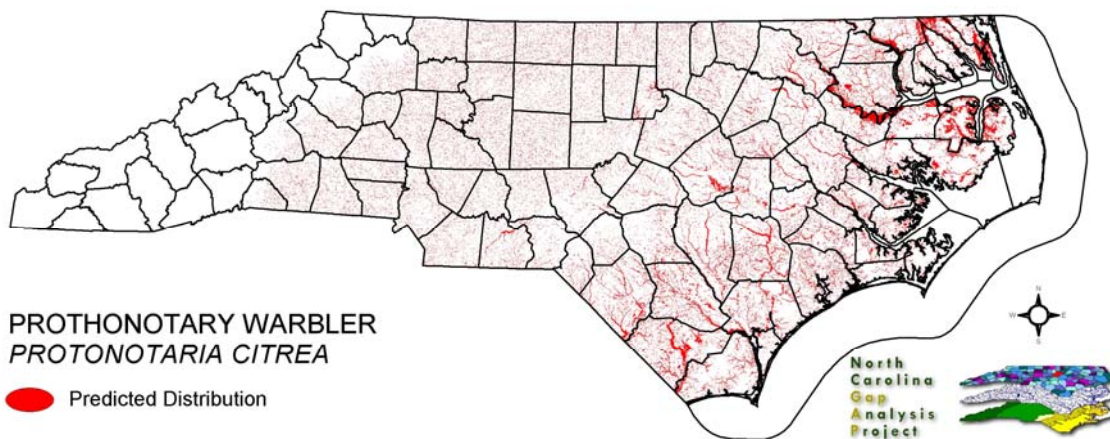 PROTHONOTARY WARBLER
PROTONOTARIA CITREA
Predicted Distribution
N
W
E
S
North
Carolina
Gap
Analysis
Project